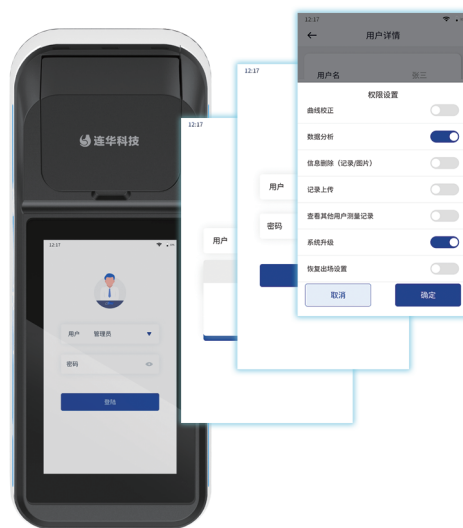 连华科技
12:17
用户 管理员
密码
登陆
12:17
用户
12:17
用户
密码
12:17
用户详情
用户名 张三
权限设置
曲线校正
数据分析
信息删除（记录/图片）
记录上传
查看其他用户测量记录
系统升级
恢复出场设置
取消 确定